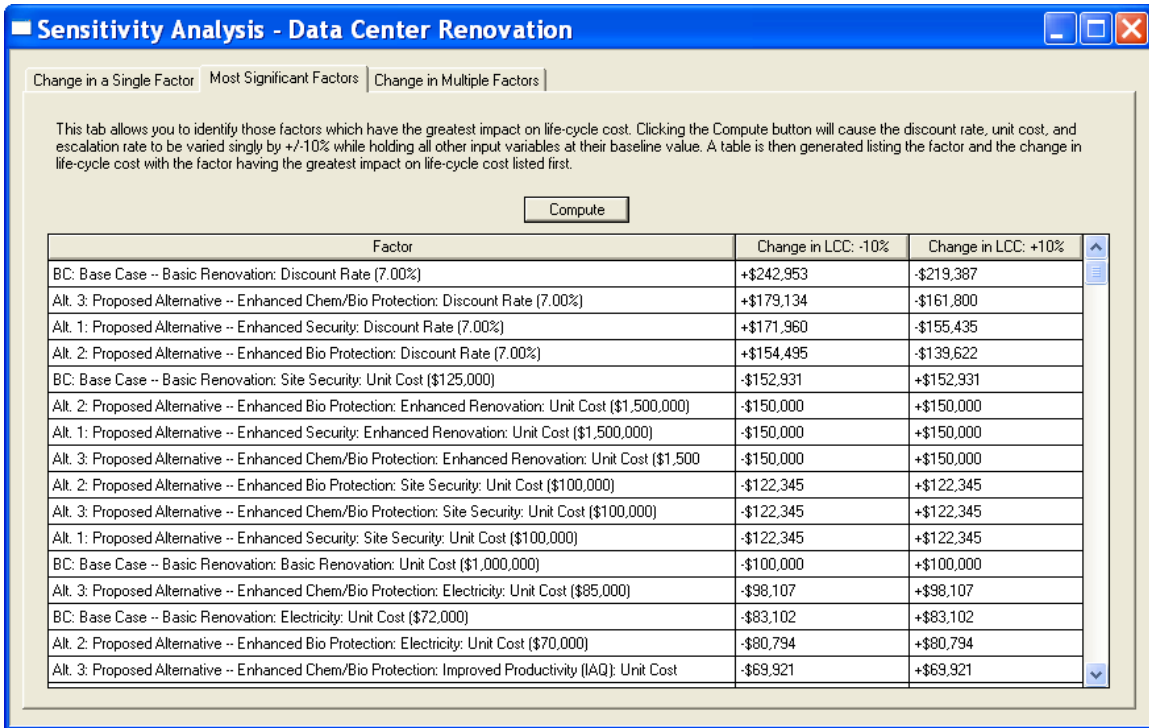 Sensitivity Analysis - Data Center Renovation
Change in a Single Factor Most Significant Factors Change in Multiple Factors
This tab allows you to identify those factors which have the greatest impact on life-cycle cost. Clicking the Compute button will cause the discount rate, unit cost, and
escalation rate to be varied singly by +/-10% while holding all other input variables at their baseline value. A table is then generated listing the factor and the change in
life-cycle cost with the factor having the greatest impact on life-cycle cost listed first.
Compute
Factor Change in LCC: -10% Change in LCC: +10%
BC: Base Case -- Basic Renovation: Discount Rate (7.00%) +$242,953 -$219,387
Alt. 3: Proposed Alternative -- Enhanced Chem/Bio Protection: Discount Rate (7.00%) +$179,134 -$161,800
Alt. 1: Proposed Alternative -- Enhanced Security: Discount Rate (7.00%) +$171,960 -$155,435
Alt. 2: Proposed Alternative -- Enhanced Bio Protection: Discount Rate (7.00%) +$154,495 -$139,622
BC: Base Case -- Basic Renovation: Site Security: Unit Cost ($125,000) -$152,931 +$152,931
Alt. 2: Proposed Alternative -- Enhanced Bio Protection: Enhanced Renovation: Unit Cost ($1,500,000) -$150,000 +$150,000
Alt. 1: Proposed Alternative -- Enhanced Security: Enhanced Renovation: Unit Cost ($1,500,000) -$150,000 +$150,000
Alt. 3: Proposed Alternative -- Enhanced Chem/Bio Protection: Enhanced Renovation: Unit Cost ($1,500 -$150,000 +$150,000
Alt. 2: Proposed Alternative -- Enhanced Bio Protection: Site Security: Unit Cost ($100,000) -$122,345 +$122,345
Alt. 3: Proposed Alternative -- Enhanced Chem/Bio Protection: Site Security: Unit Cost ($100,000) -$122,345 +$122,345
Alt. 1: Proposed Alternative -- Enhanced Security: Site Security: Unit Cost ($100,000) -$122,345 +$122,345
BC: Base Case -- Basic Renovation: Basic Renovation: Unit Cost ($1,000,000) -$100,000 +$100,000
Alt. 3: Proposed Alternative -- Enhanced Chem/Bio Protection: Electricity: Unit Cost ($85,000) -$98,107 +$98,107
BC: Base Case -- Basic Renovation: Electricity: Unit Cost ($72,000) -$83,102 +$83,102
Alt. 2: Proposed Alternative -- Enhanced Bio Protection: Electricity: Unit Cost ($70,000) -$80,794 +$80,794
Alt. 3: Proposed Alternative -- Enhanced Chem/Bio Protection: Improved Productivity (IAQ): Unit Cost -$69,921 +$69,921